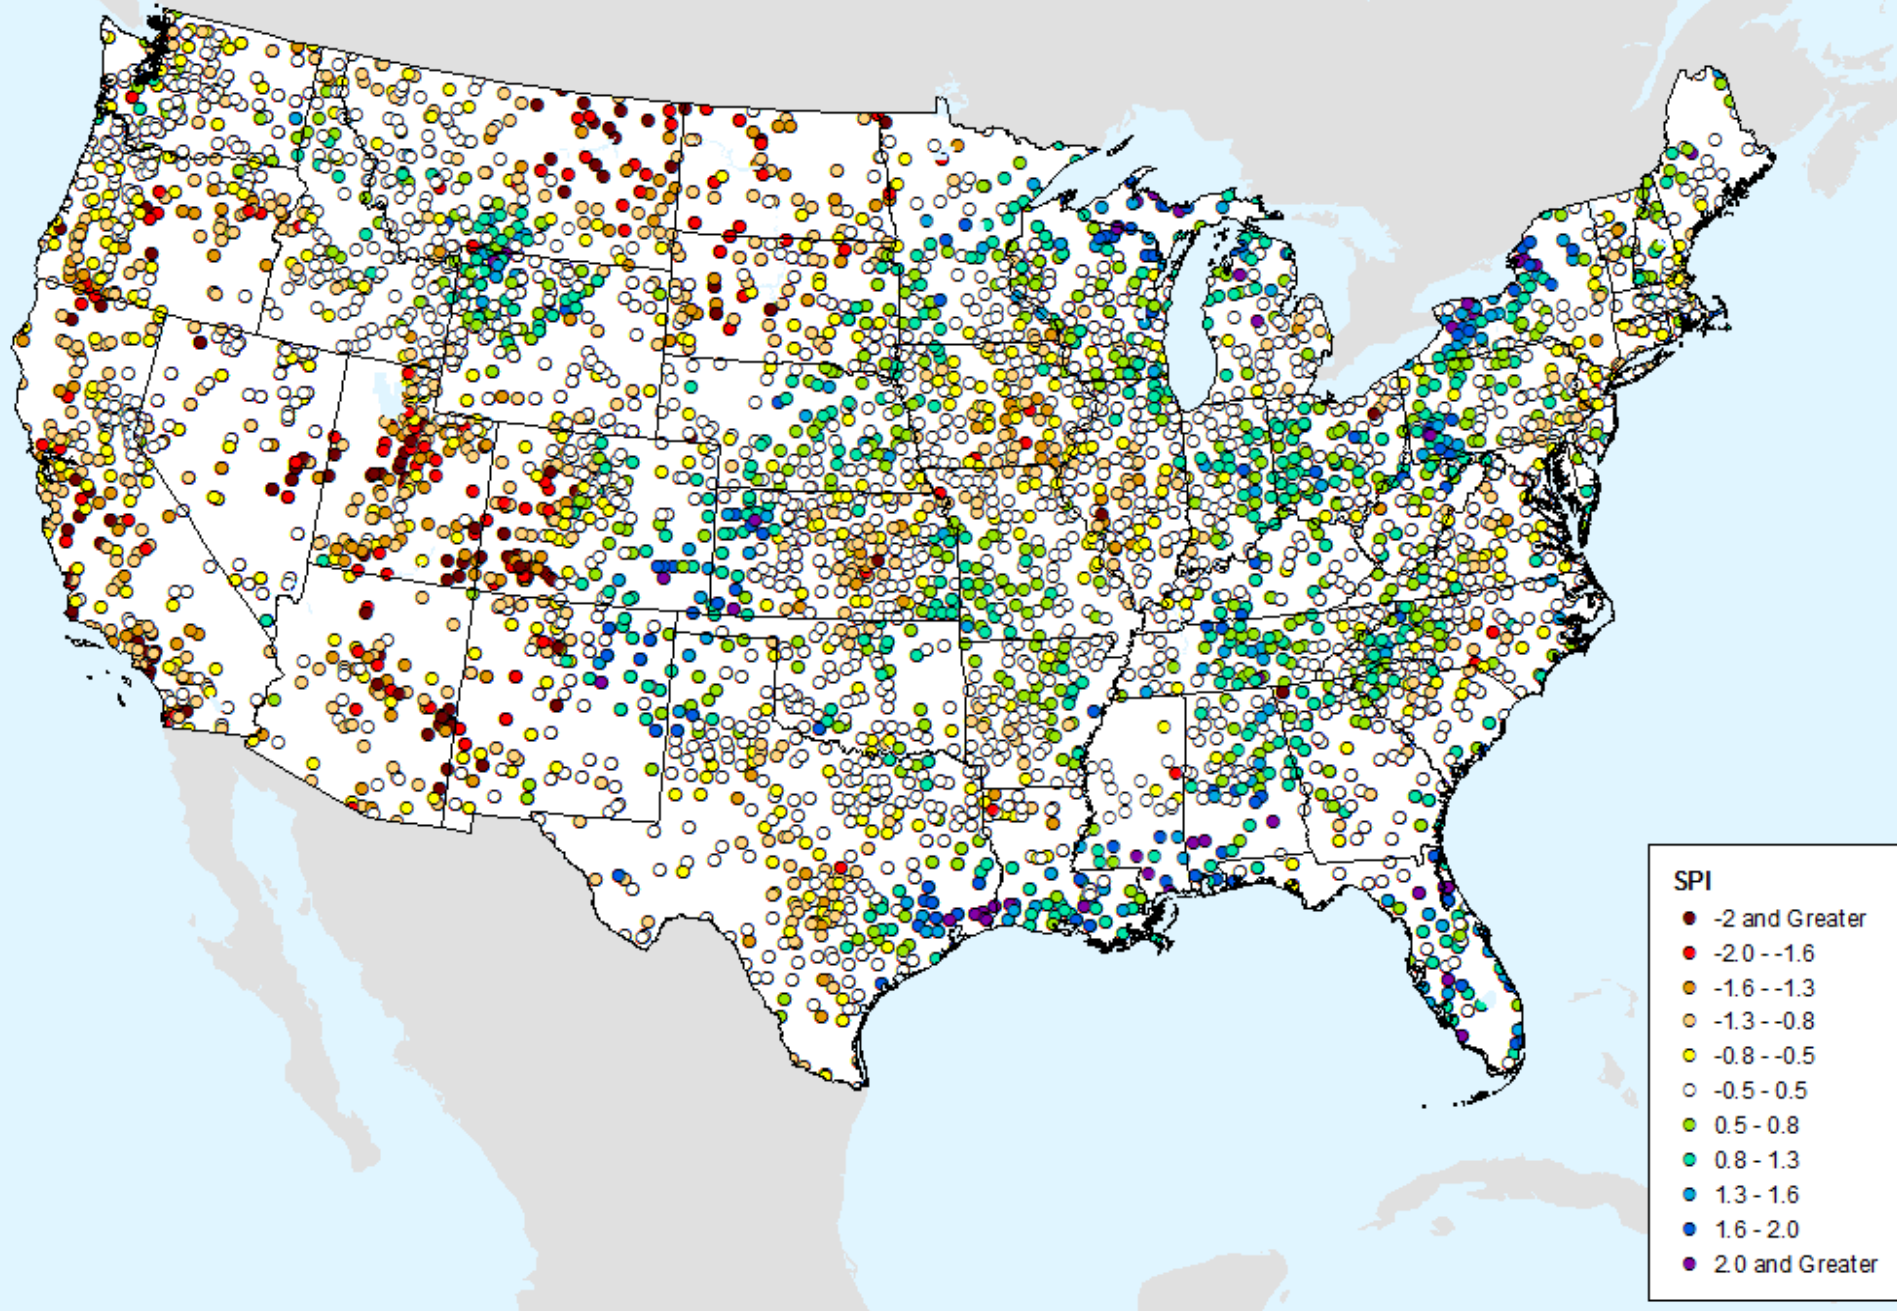 SPI
-2 and Greater
-2.0 - -1.6
-1.6 - -1.3
-1.3 - -0.8
-0.8 - -0.5
-0.5 - 0.5
0.5 - 0.8
0.8 - 1.3
1.3 - 1.6
1.6 - 2.0
2.0 and Greater